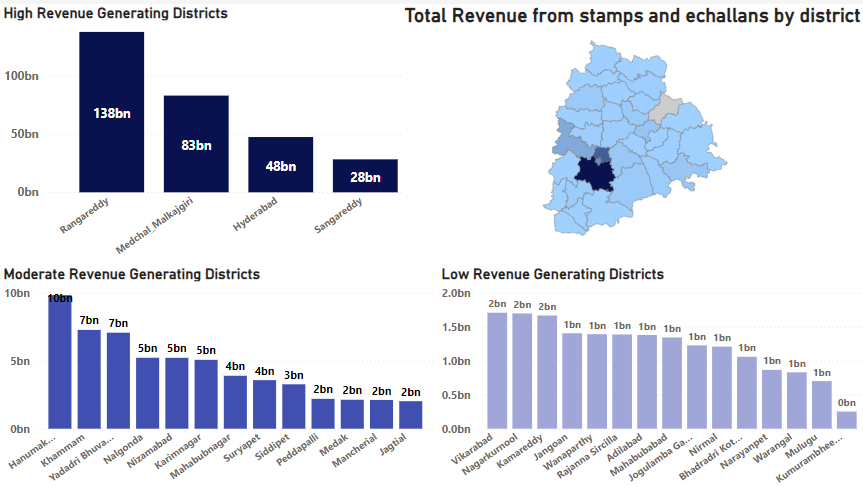 High Revenue Generating Districts
100bn
50bn
0bn
138bn
83bn
48bn
28bn
Rangareddy
Medchal_Malkajgiri
Hyderabad
Sangareddy
Total Revenue from stamps and echallans by district
Moderate Revenue Generating Districts
10bn
5bn
0bn
10bn
7bn
7bn
5bn
5bn
5bn
4bn
4bn
3bn
2bn
2bn
2bn
2bn
Hanumak...
Khammam
Yadadri Bhuva...
Nalgonda
Nizamabad
Karimnagar
Mahabubnagar
Suryapet
Siddipet
Peddapalli
Medak
Mancherial
Jagtial
Low Revenue Generating Districts
2.0bn
1.5bn
1.0bn
0.5bn
0.0bn
2bn
2bn
2bn
1bn
1bn
1bn
1bn
1bn
1bn
1bn
1bn
1bn
1bn
1bn
0bn
Vikarabad
Nagarkurnool
Kamareddy
Jangoan
Wanaparthy
Rajanna Sircilla
Adilabad
Mahabubabad
Jogulamba Ga...
Nirmal
Bhadradri Kot...
Narayanpet
Warangal
Mulugu
Kumurambhee...